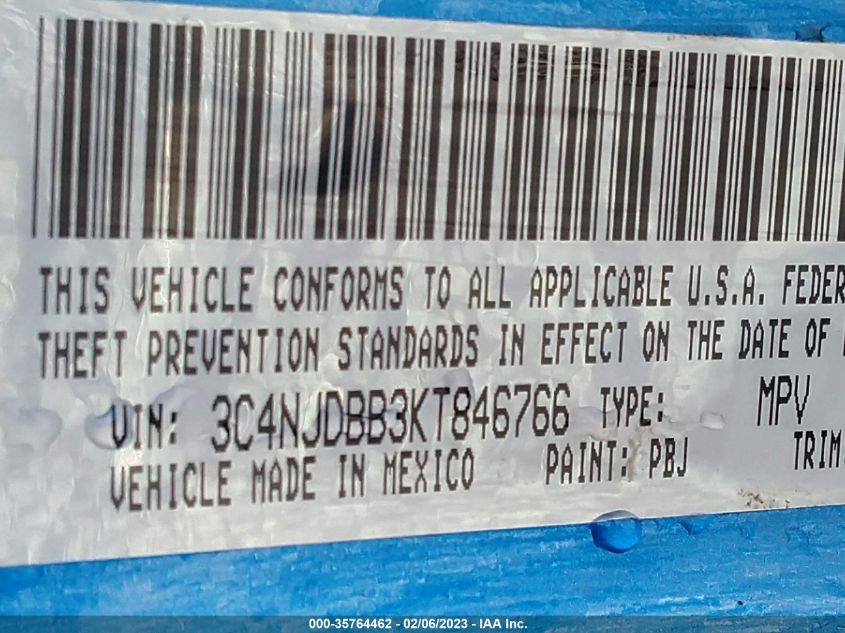 THIS VEHICLE CONFORMS TO ALL APPLICABLE U.S.A. FEDER
THEFT PREVENTION STANDARDS IN EFFECT ON THE DATE OF
VIN: 3C4NJDBB3KT846766 TYPE: MPV
VEHICLE MADE IN MEXICO PAINT: PBJ TRIM:
000-35764462 - 02/06/2023 - IAA Inc.